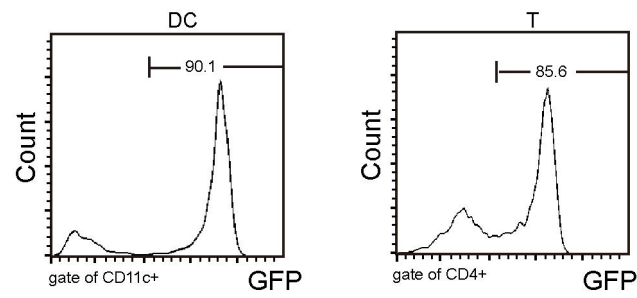 DC
90.1
Count
gate of CD11c+
GFP
T
85.6
Count
gate of CD4+
GFP